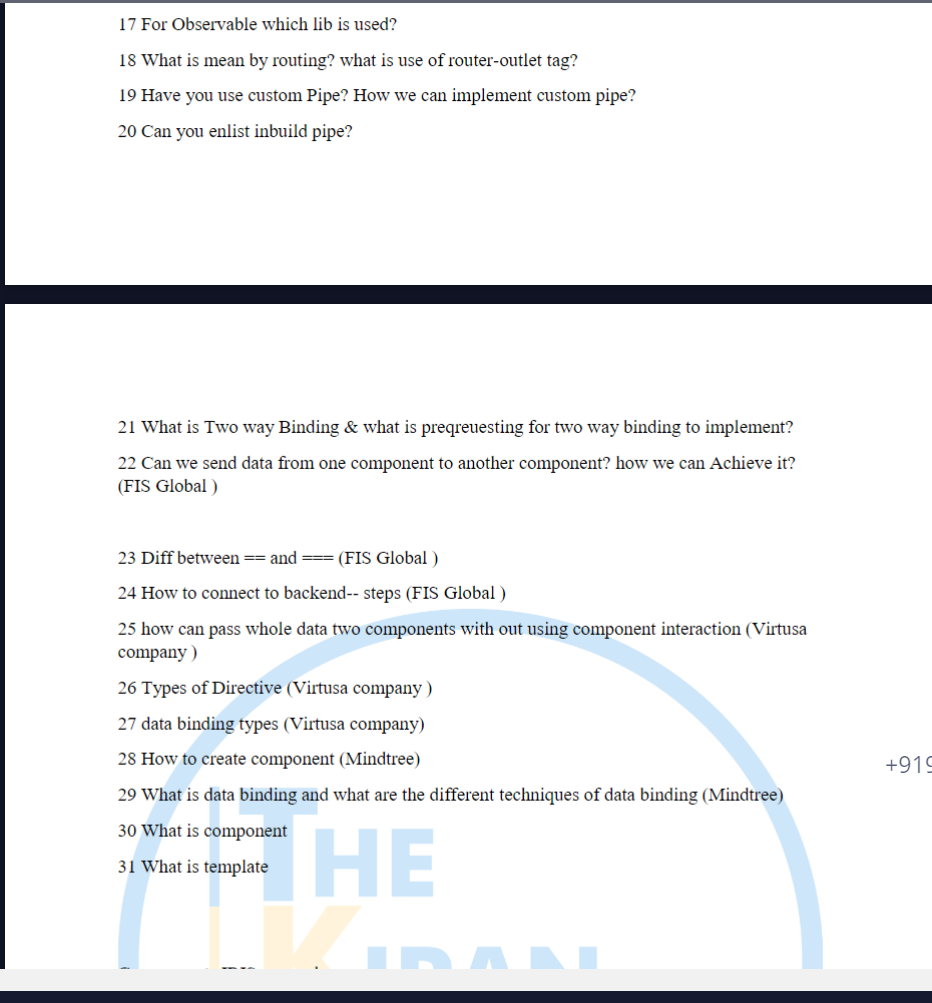 17 For Observable which lib is used?
18 What is mean by routing? what is use of router-outlet tag?
19 Have you use custom Pipe? How we can implement custom pipe?
20 Can you enlist inbuild pipe?
21 What is Two way Binding & what is preqreuesting for two way binding to implement?
22 Can we send data from one component to another component? how we can Achieve it?
(FIS Global )
23 Diff between == and === (FIS Global )
24 How to connect to backend-- steps (FIS Global )
25 how can pass whole data two components with out using component interaction (Virtusa
company )
26 Types of Directive (Virtusa company )
27 data binding types (Virtusa company)
28 How to create component (Mindtree)
+919
29 What is data binding and what are the different techniques of data binding (Mindtree)
30 What is component
31 What is template
THE